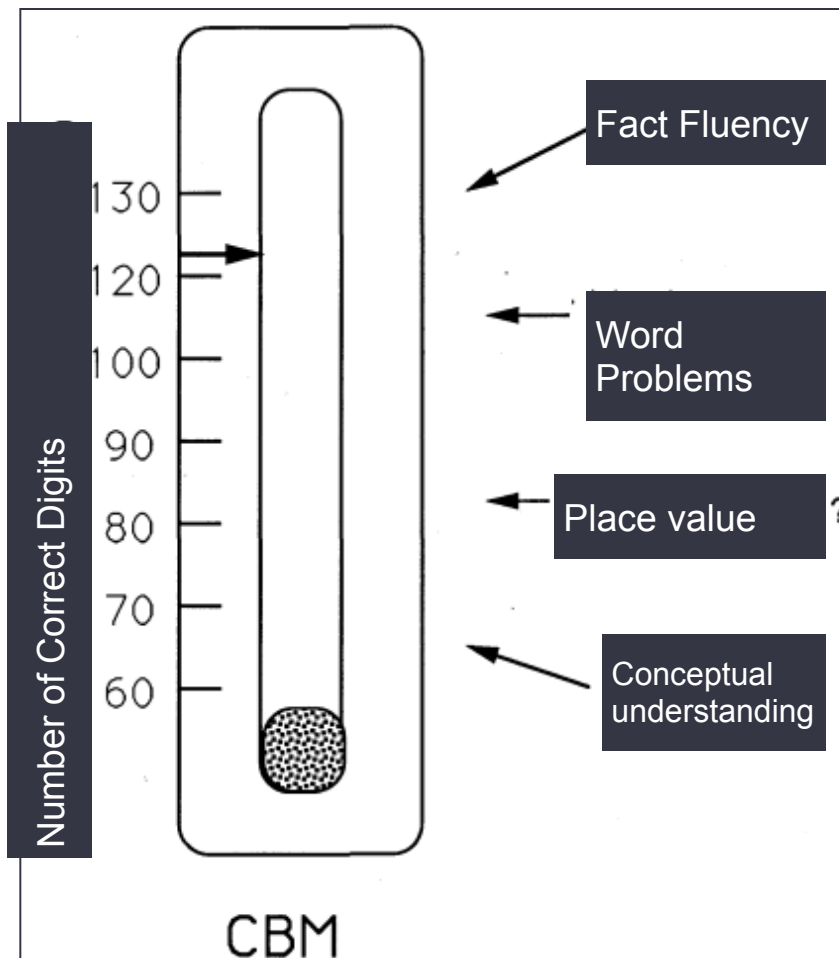 Fact Fluency
130
120
Word
Problems
100
90
Place value ?
80
70
Conceptual
understanding
60
Number of Correct Digits
CBM